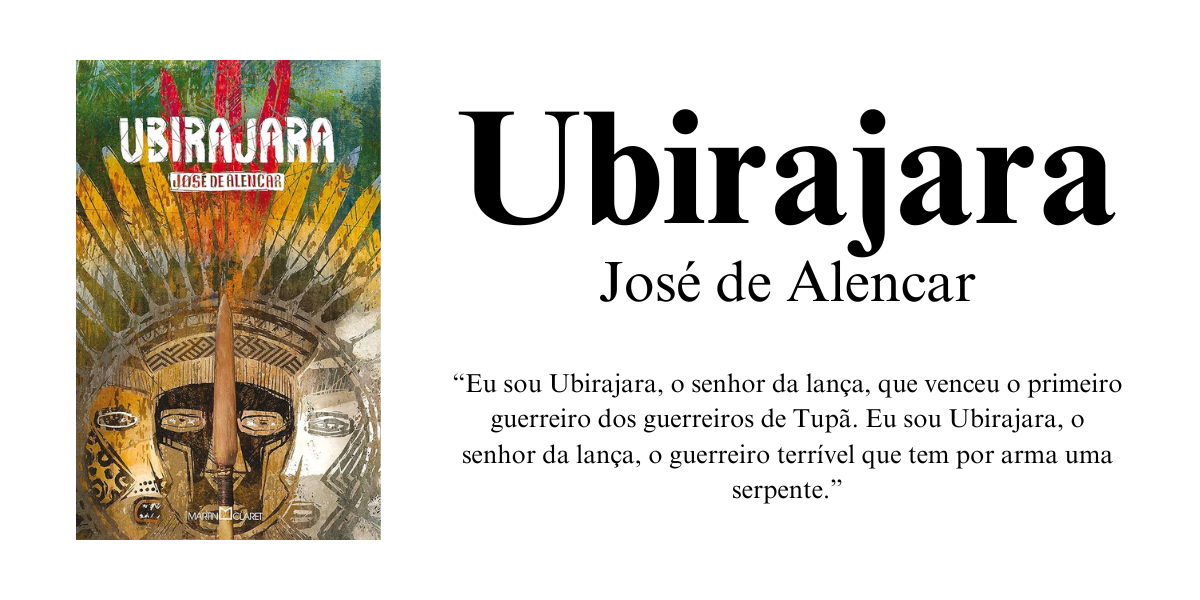 UBIRAJARA
JOSÉ DE ALENCAR
MARTIN CLARET
Ubirajara
José de Alencar
“Eu sou Ubirajara, o senhor da lança, que venceu o primeiro
guerreiro dos guerreiros de Tupã. Eu sou Ubirajara, o
senhor da lança, o guerreiro terrível que tem por arma uma
serpente.”